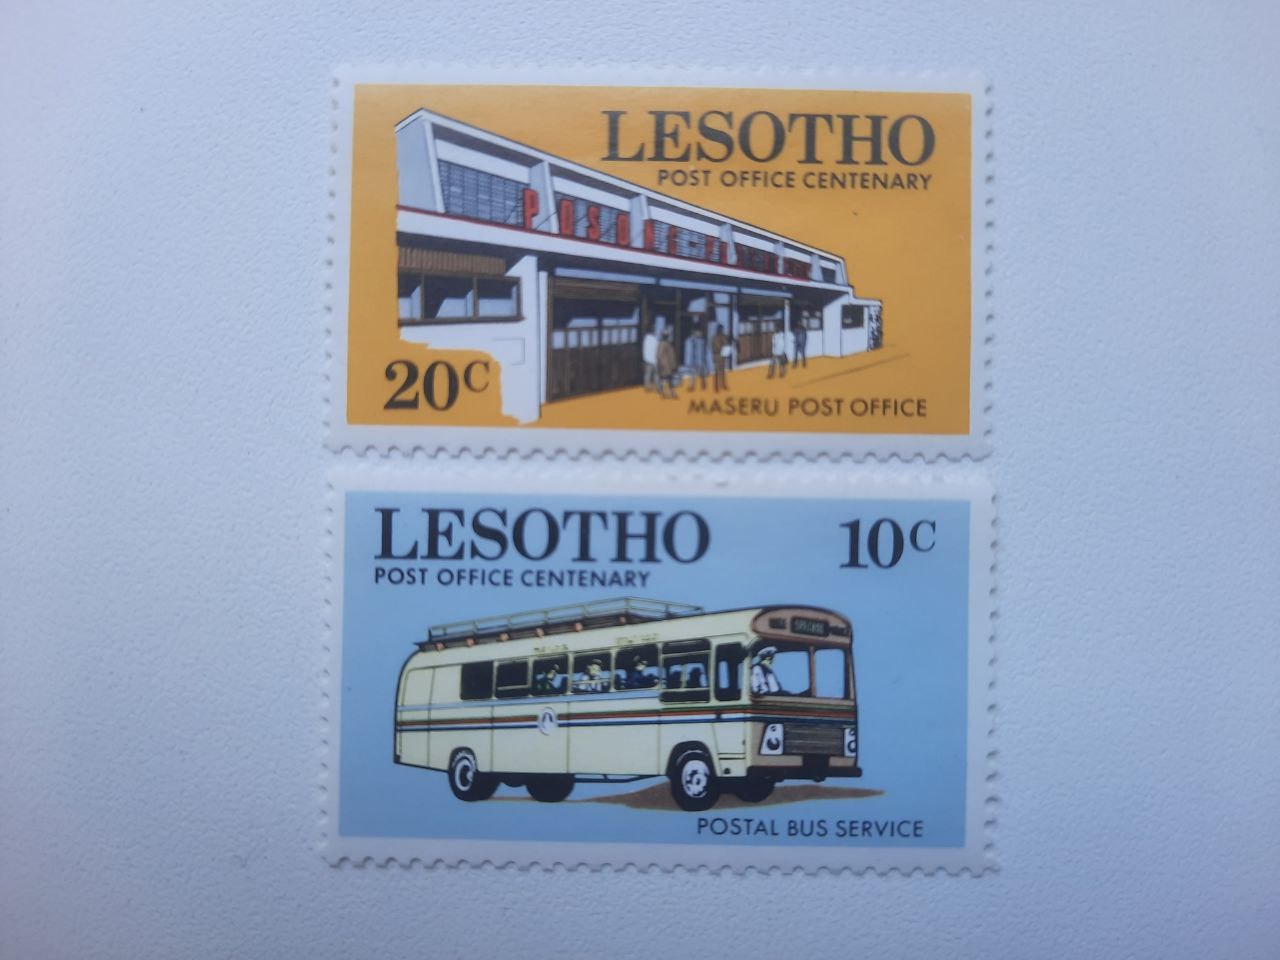 LESOTHO
POST OFFICE CENTENARY
20c
MASERU POST OFFICE
LESOTHO
10c
POST OFFICE CENTENARY
POSTAL BUS SERVICE